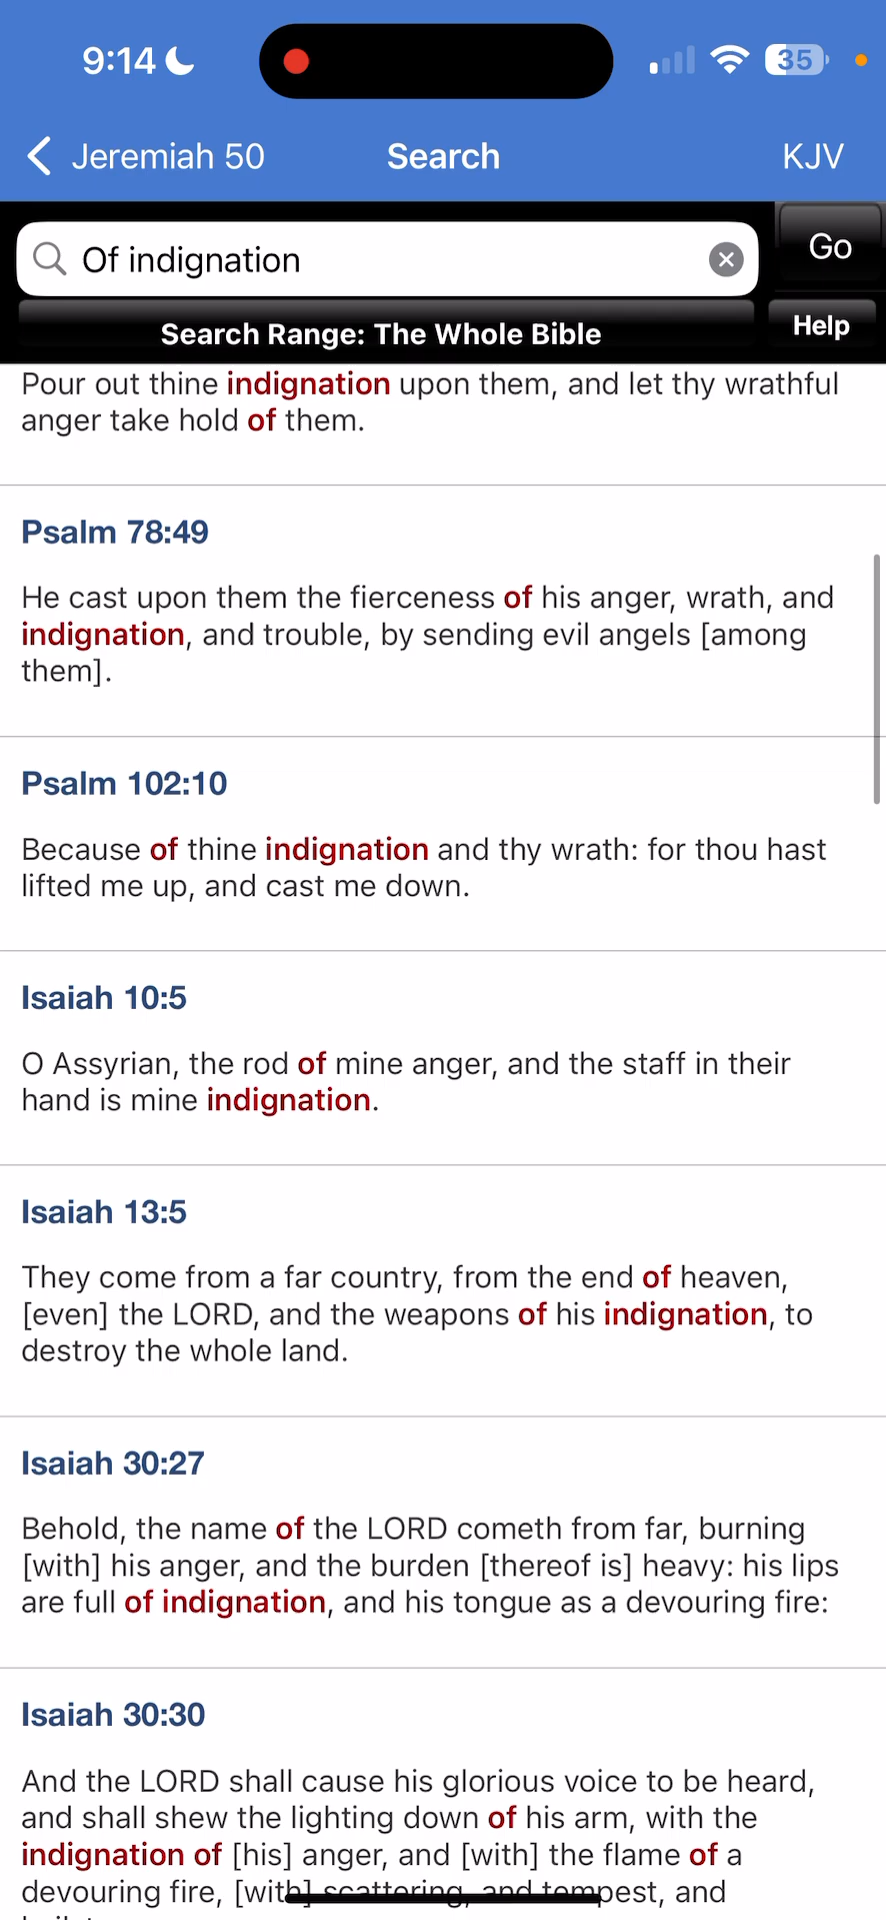 9:14
35
Jeremiah 50
Search
KJV
Of indignation
Go
Search Range: The Whole Bible
Help
Pour out thine indignation upon them, and let thy wrathful
anger take hold of them.
Psalm 78:49
He cast upon them the fierceness of his anger, wrath, and
indignation, and trouble, by sending evil angels [among
them].
Psalm 102:10
Because of thine indignation and thy wrath: for thou hast
lifted me up, and cast me down.
Isaiah 10:5
O Assyrian, the rod of mine anger, and the staff in their
hand is mine indignation.
Isaiah 13:5
They come from a far country, from the end of heaven,
[even] the LORD, and the weapons of his indignation, to
destroy the whole land.
Isaiah 30:27
Behold, the name of the LORD cometh from far, burning
[with] his anger, and the burden [thereof is] heavy: his lips
are full of indignation, and his tongue as a devouring fire:
Isaiah 30:30
And the LORD shall cause his glorious voice to be heard,
and shall shew the lighting down of his arm, with the
indignation of [his] anger, and [with] the flame of a
devouring fire, [with] scattering, and tempest, and